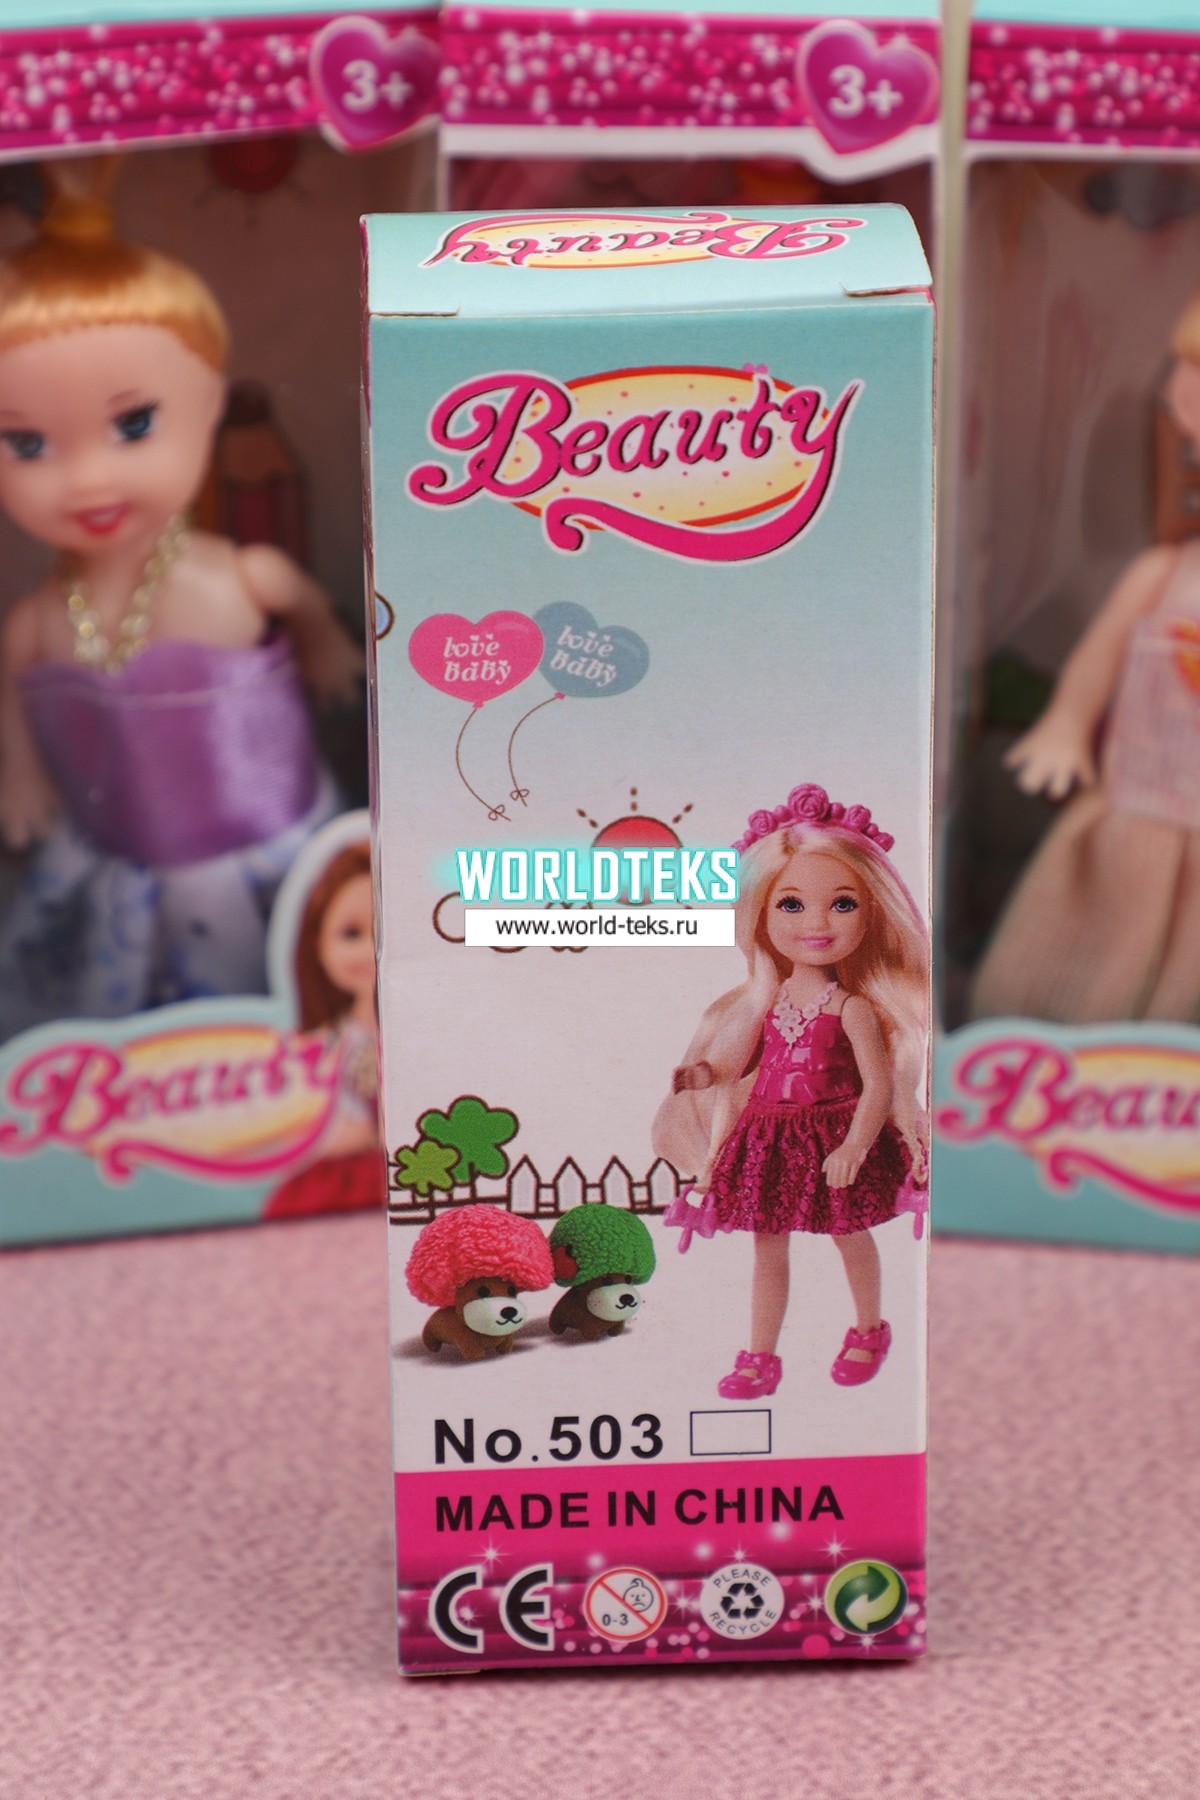 3+
3+
Beauty
Beauty
love
baby
love
baby
WORLDTEKS
www.world-teks.ru
Beauty
Beau
No.503
MADE IN CHINA
CE
0-3
PLEASE
RECYCLE